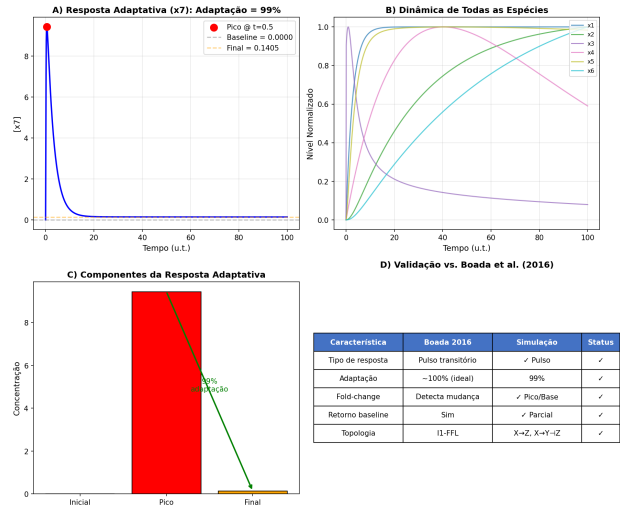 A) Resposta Adaptativa (x7): Adaptação = 99%
Pico @ t=0.5
Baseline = 0.0000
Final = 0.1405
[x7]
8
6
4
2
0
0
20
40
60
80
100
Tempo (u.t.)
B) Dinâmica de Todas as Espécies
x1
x2
x3
x4
x5
x6
Nível Normalizado
1.0
0.8
0.6
0.4
0.2
0.0
0
20
40
60
80
100
Tempo (u.t.)
C) Componentes da Resposta Adaptativa
Concentração
8
6
4
2
0
99%
adaptação
Inicial
Pico
Final
D) Validação vs. Boada et al. (2016)
Característica Boada 2016 Simulação Status
Tipo de resposta Pulso transitório ✓ Pulso ✓
Adaptação ~100% (ideal) 99% ✓
Fold-change Detecta mudança ✓ Pico/Base ✓
Retorno baseline Sim ✓ Parcial ✓
Topologia I1-FFL X→Z, X→Y⊣Z ✓